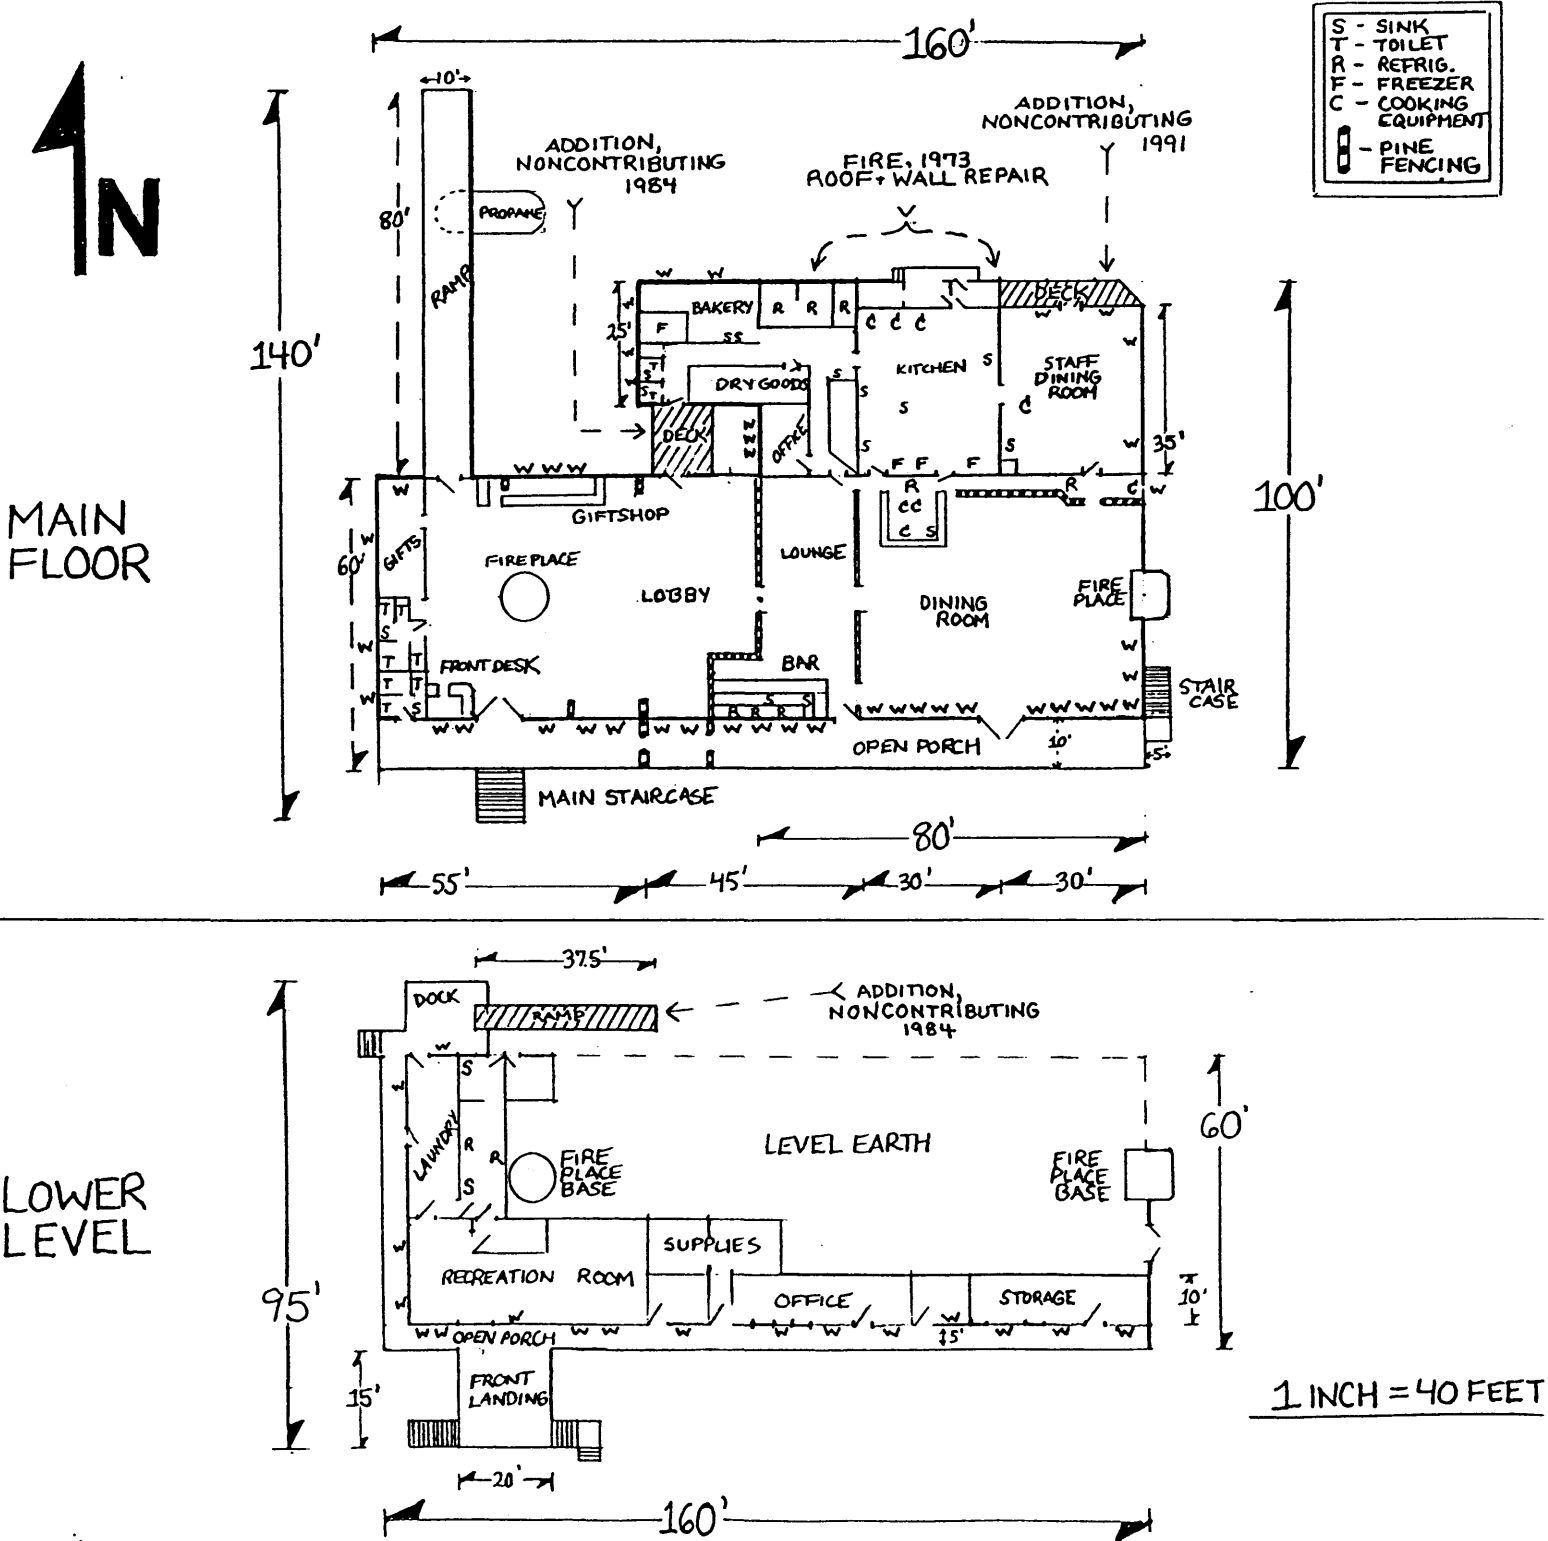 160'
S - SINK
T - TOILET
R - REFRIG.
F - FREEZER
C - COOKING
EQUIPMENT
- PINE
FENCING
N
10'
ADDITION,
NONCONTRIBUTING
1984
FIRE, 1973
ROOF + WALL REPAIR
ADDITION,
NONCONTRIBUTING
1991
80'
PROPANE
RAMP
140'
W W
BAKERY
R R R
DECK
W W
25'
W
F
SS
C C C
W
W
T
S
S
T
W
DRY GOODS
S
KITCHEN
S
STAFF
DINING
ROOM
W
S
S
C
DECK
W
W
W
OFFICE
S
S
W
35'
100'
W
W W W
F F
F
R
R
C
W
MAIN
FLOOR
GIFTSHOP
CC
C S
60'
W
GIFTS
FIREPLACE
LOBBY
LOUNGE
DINING
ROOM
FIRE
PLACE
T T
S
W
T
T
FRONT DESK
BAR
W
W
T
T
W
T
S
S S
R R R
W W W W W
W W W W W
STAIR
CASE
W W
W W W
W W
W W W W
OPEN PORCH
10'
5'
MAIN STAIRCASE
80'
55'
45'
30'
30'
37.5'
DOCK
RAMP
ADDITION,
NONCONTRIBUTING
1984
W
S
W
LAUNDRY
R
R
S
FIRE
PLACE
BASE
LEVEL EARTH
FIRE
PLACE
BASE
60'
LOWER
LEVEL
W
SUPPLIES
RECREATION ROOM
W
W
OFFICE
STORAGE
10'
95'
W W
OPEN PORCH
W W
W
W W W
W
5'
W W W
15'
FRONT
LANDING
1 INCH = 40 FEET
20'
160'